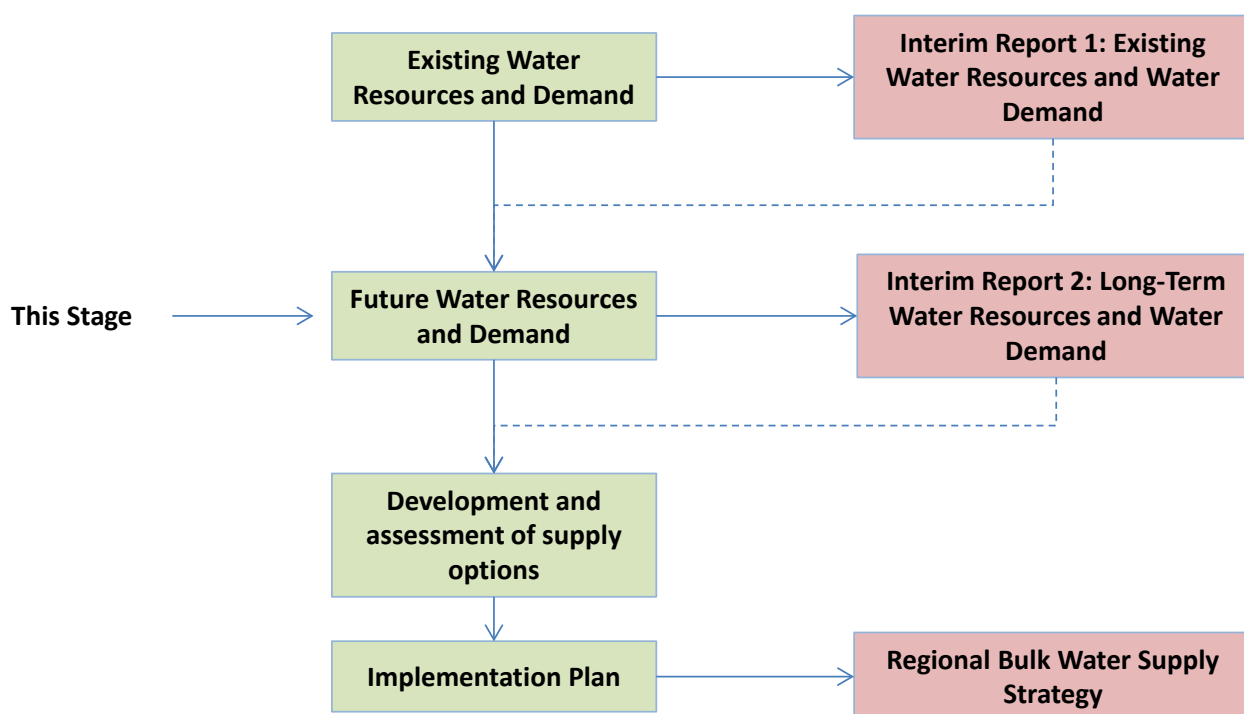 Existing Water
Resources and Demand
Interim Report 1: Existing
Water Resources and Water
Demand
This Stage
Future Water Resources
and Demand
Interim Report 2: Long-Term
Water Resources and Water
Demand
Development and
assessment of supply
options
Implementation Plan
Regional Bulk Water Supply
Strategy